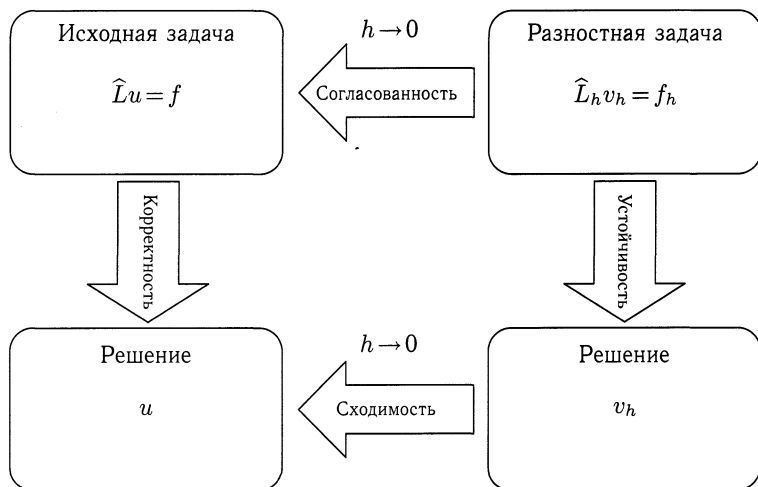 Исходная задача
L̂u = f
h → 0
Согласованность
Разностная задача
L̂ₕvₕ = fₕ
Корректность
Устойчивость
Решение
u
h → 0
Сходимость
Решение
vₕ